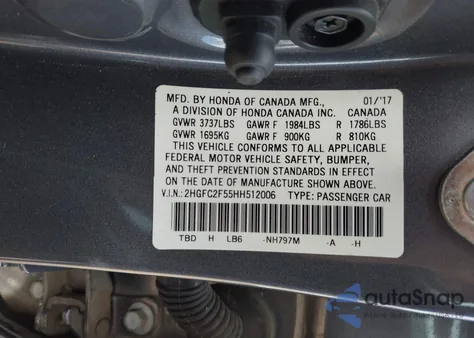 MFD. BY HONDA OF CANADA MFG., 01/'17
A DIVISION OF HONDA CANADA INC. CANADA
GVWR 3737LBS GAWR F 1984LBS R 1786LBS
GVWR 1695KG GAWR F 900KG R 810KG
THIS VEHICLE CONFORMS TO ALL APPLICABLE
FEDERAL MOTOR VEHICLE SAFETY, BUMPER,
AND THEFT PREVENTION STANDARDS IN EFFECT
ON THE DATE OF MANUFACTURE SHOWN ABOVE.
V.I.N.: 2HGFC2F55HH512006 TYPE: PASSENGER CAR
TBD H LB6 -NH797M -A -H
autoSnap